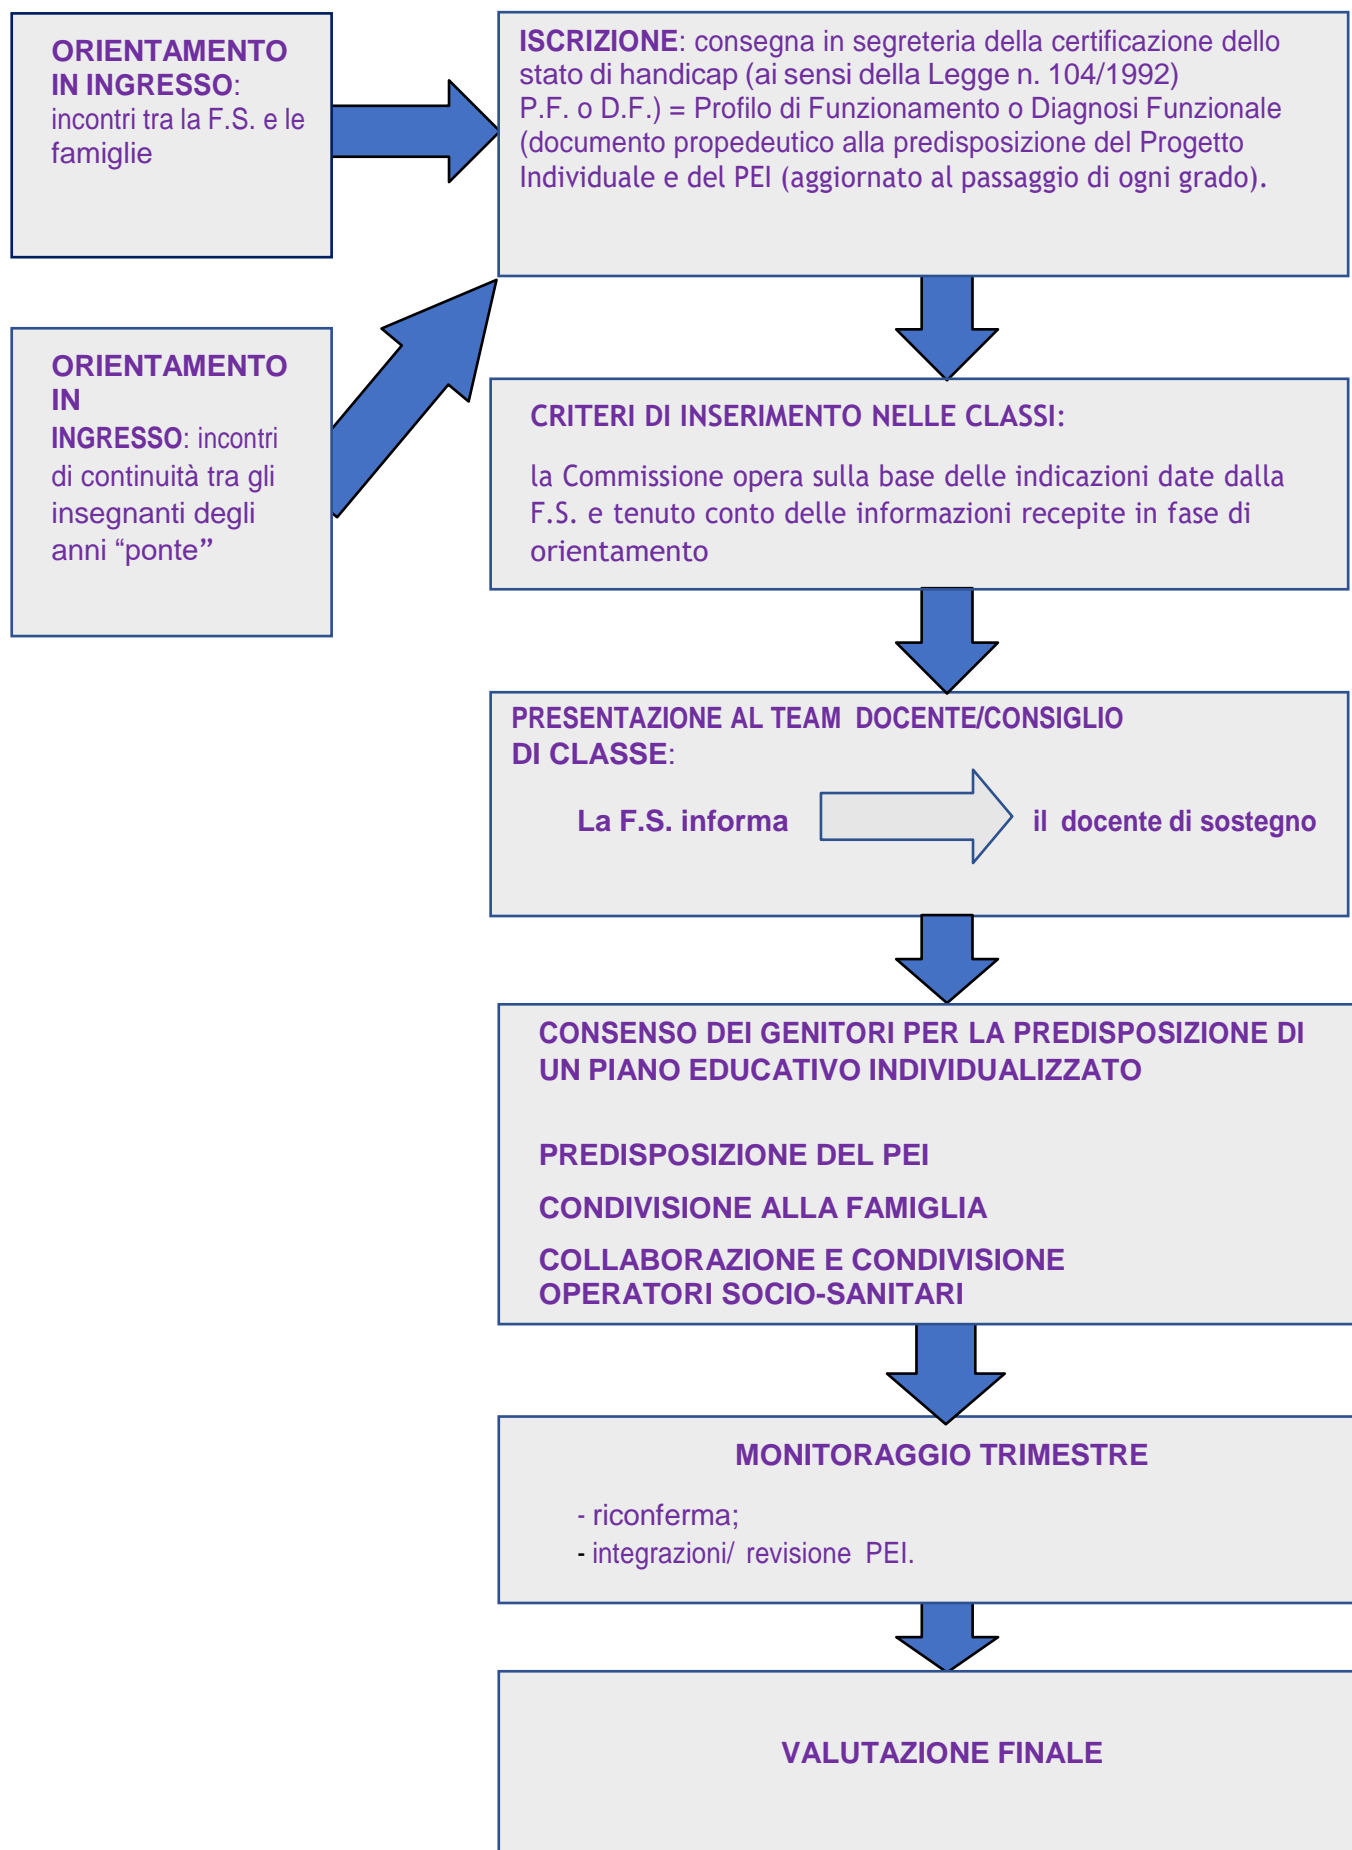 ORIENTAMENTO
IN INGRESSO:
incontri tra la F.S. e le
famiglie
ISCRIZIONE: consegna in segreteria della certificazione dello
stato di handicap (ai sensi della Legge n. 104/1992)
P.F. o D.F.) = Profilo di Funzionamento o Diagnosi Funzionale
(documento propedeutico alla predisposizione del Progetto
Individuale e del PEI (aggiornato al passaggio di ogni grado).
ORIENTAMENTO
IN
INGRESSO: incontri
di continuità tra gli
insegnanti degli
anni “ponte”
CRITERI DI INSERIMENTO NELLE CLASSI:
la Commissione opera sulla base delle indicazioni date dalla
F.S. e tenuto conto delle informazioni recepite in fase di
orientamento
PRESENTAZIONE AL TEAM DOCENTE/CONSIGLIO
DI CLASSE:
La F.S. informa il docente di sostegno
CONSENSO DEI GENITORI PER LA PREDISPOSIZIONE DI
UN PIANO EDUCATIVO INDIVIDUALIZZATO
PREDISPOSIZIONE DEL PEI
CONDIVISIONE ALLA FAMIGLIA
COLLABORAZIONE E CONDIVISIONE
OPERATORI SOCIO-SANITARI
MONITORAGGIO TRIMESTRE
- riconferma;
- integrazioni/ revisione PEI.
VALUTAZIONE FINALE